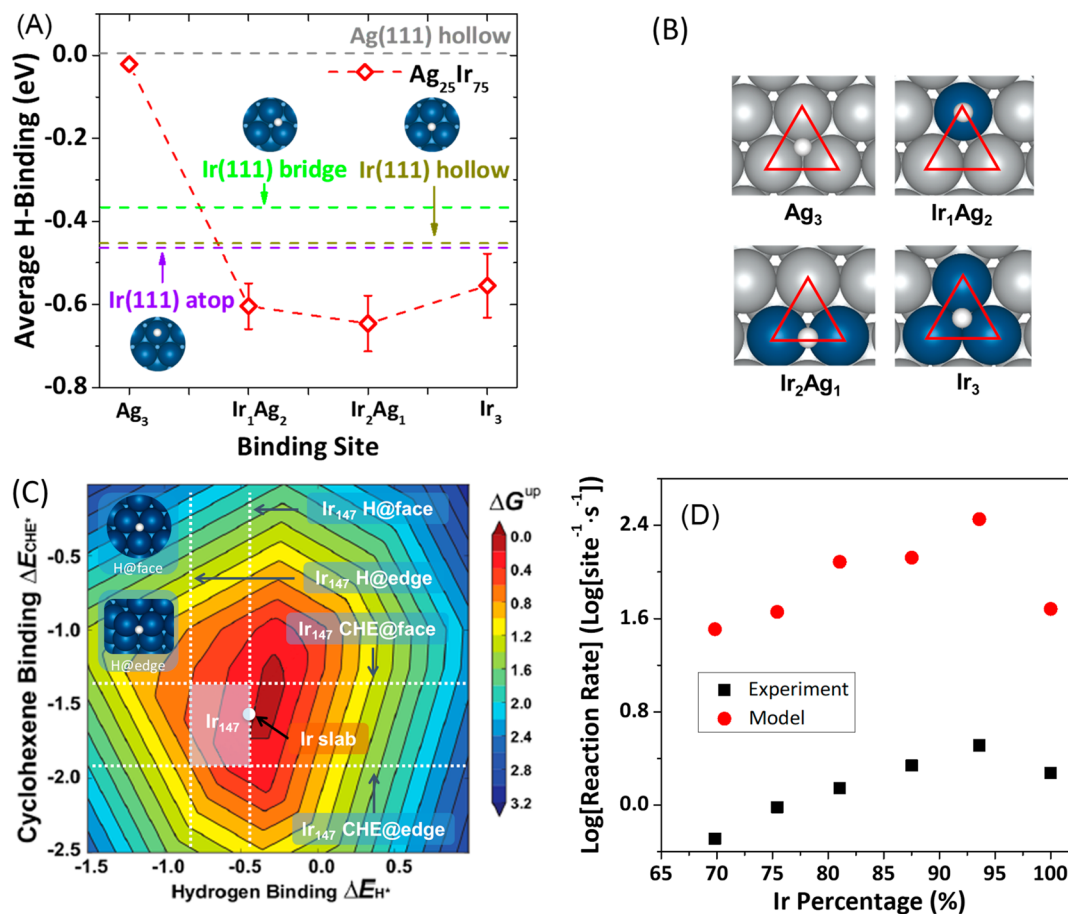 (A)
Average H-Binding (eV)
0.0
-0.2
-0.4
-0.6
-0.8
Ag(111) hollow
Ag₂₅Ir₇₅
Ir(111) bridge
Ir(111) hollow
Ir(111) atop
Ag₃
Ir₁Ag₂
Ir₂Ag₁
Ir₃
Binding Site
(B)
Ag₃
Ir₁Ag₂
Ir₂Ag₁
Ir₃
(C)
Cyclohexene Binding ΔE_CHE*
-0.5
-1.0
-1.5
-2.0
-2.5
H@face
H@edge
Ir₁₄₇ H@face
Ir₁₄₇ H@edge
Ir₁₄₇ CHE@face
Ir₁₄₇
Ir slab
Ir₁₄₇ CHE@edge
-1.5
-1.0
-0.5
0.0
0.5
Hydrogen Binding ΔE_H*
ΔG^up
0.0
0.4
0.8
1.2
1.6
2.0
2.4
2.8
3.2
(D)
Log[Reaction Rate] (Log[site⁻¹·s⁻¹])
2.4
1.6
0.8
0.0
Experiment
Model
65
70
75
80
85
90
95
100
Ir Percentage (%)